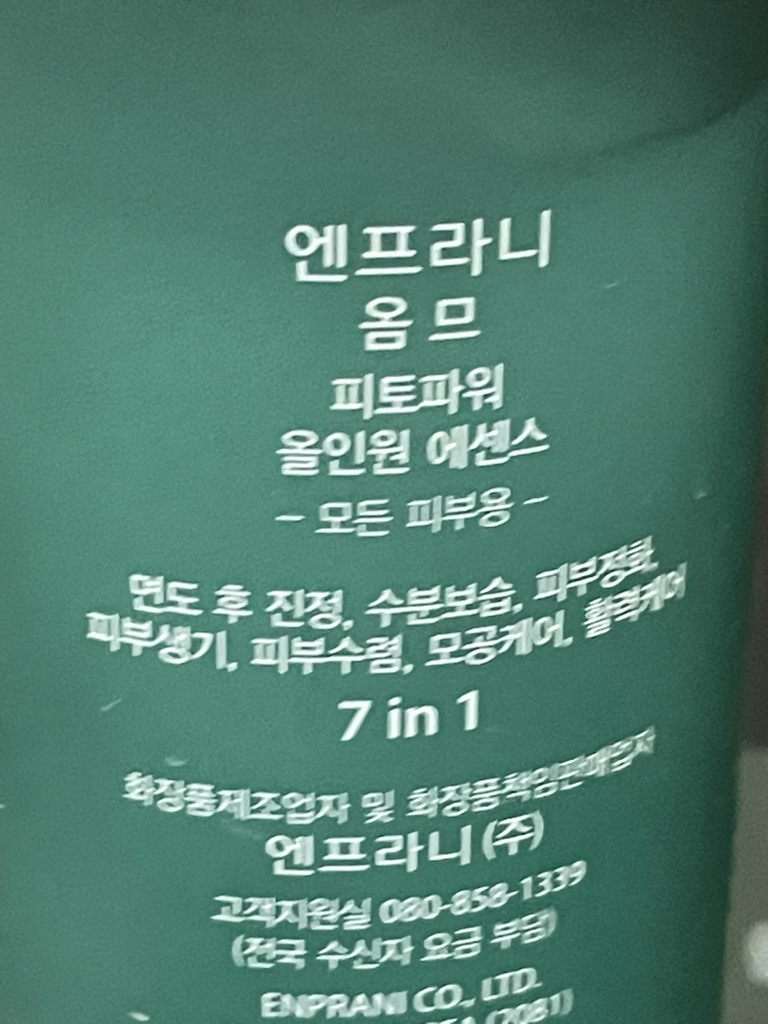 엔프라니
옴 므
피토파워
올인원 에센스
- 모든 피부용 -
면도 후 진정, 수분보습, 피부정화,
피부생기, 피부수렴, 모공케어, 활력케어
7 in 1
화장품제조업자 및 화장품책임판매업자
엔프라니(주)
고객지원실 080-858-1339
(전국 수신자 요금 부담)
ENPRANI CO., LTD.
(2081)